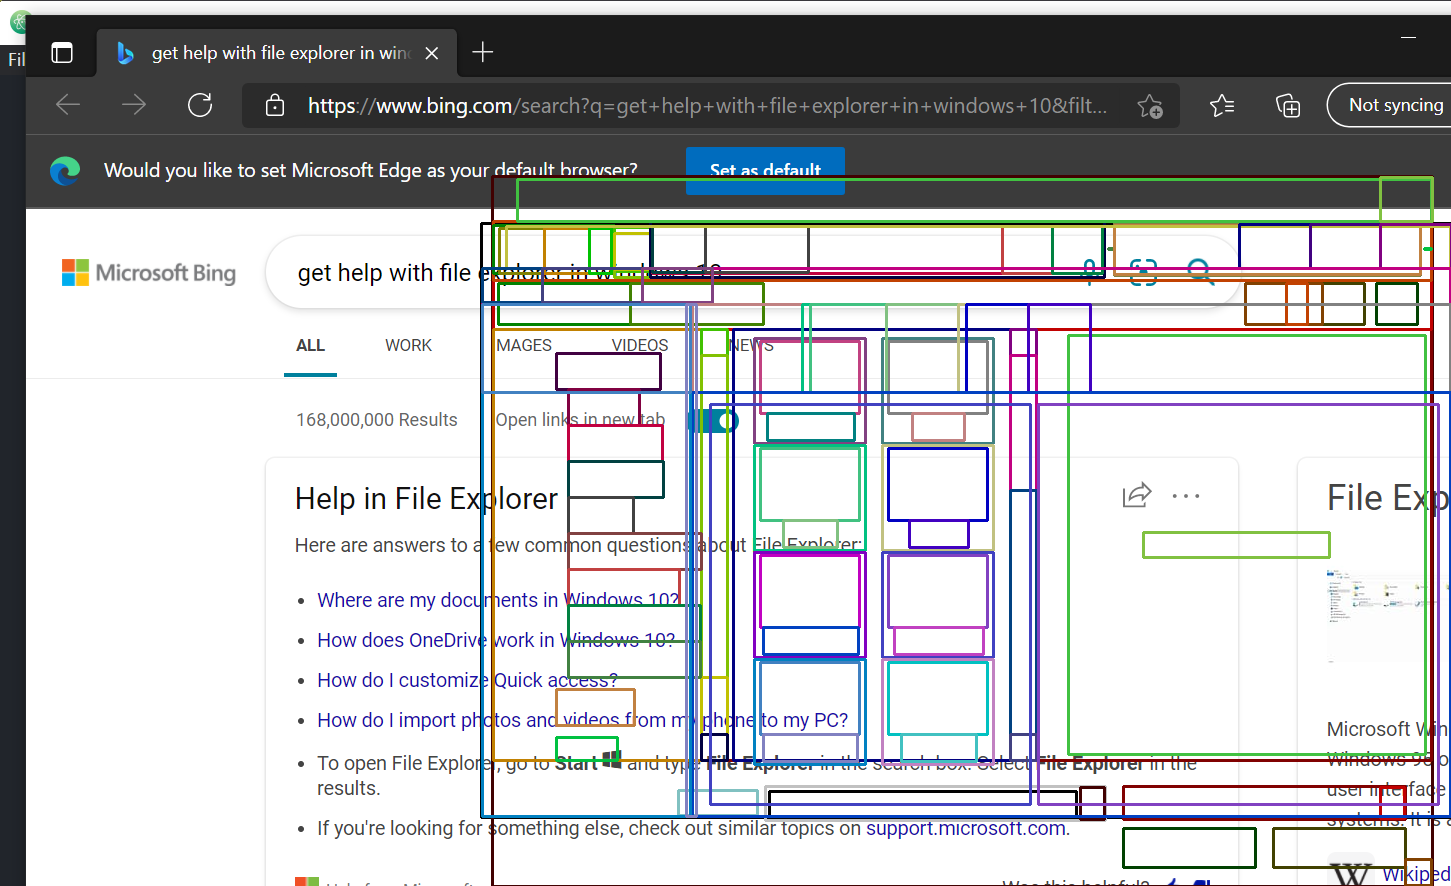 Fil
get help with file explorer in win
https://www.bing.com/search?q=get+help+with+file+explorer+in+windows+10&filt...
Not syncing
Would you like to set Microsoft Edge as your default browser?
Set as default
Microsoft Bing
get help with file explorer in windows 10
ALL WORK IMAGES VIDEOS NEWS
168,000,000 Results Open links in new tab
Help in File Explorer
Here are answers to a few common questions about File Explorer:
• Where are my documents in Windows 10?
• How does OneDrive work in Windows 10?
• How do I customize Quick access?
• How do I import photos and videos from my phone to my PC?
• To open File Explorer, go to Start and type File Explorer in the search box. Select File Explorer in the
results.
• If you're looking for something else, check out similar topics on support.microsoft.com.
Help from Microsoft
Was this helpful?
File Exp
Microsoft Win
Windows 95 o
user interface
systems. It is a
W Wikiped